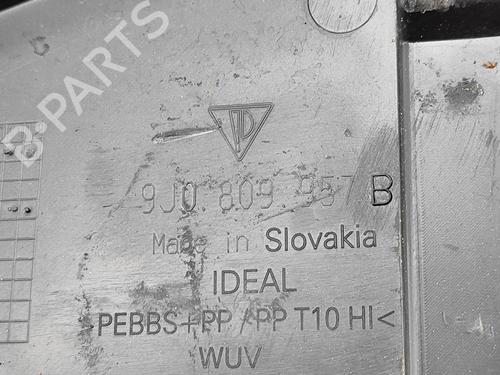 B PARTS
9J0 809 957 B
Made in Slovakia
IDEAL
>PEBBS+PP/PP T10 HI<
WUV